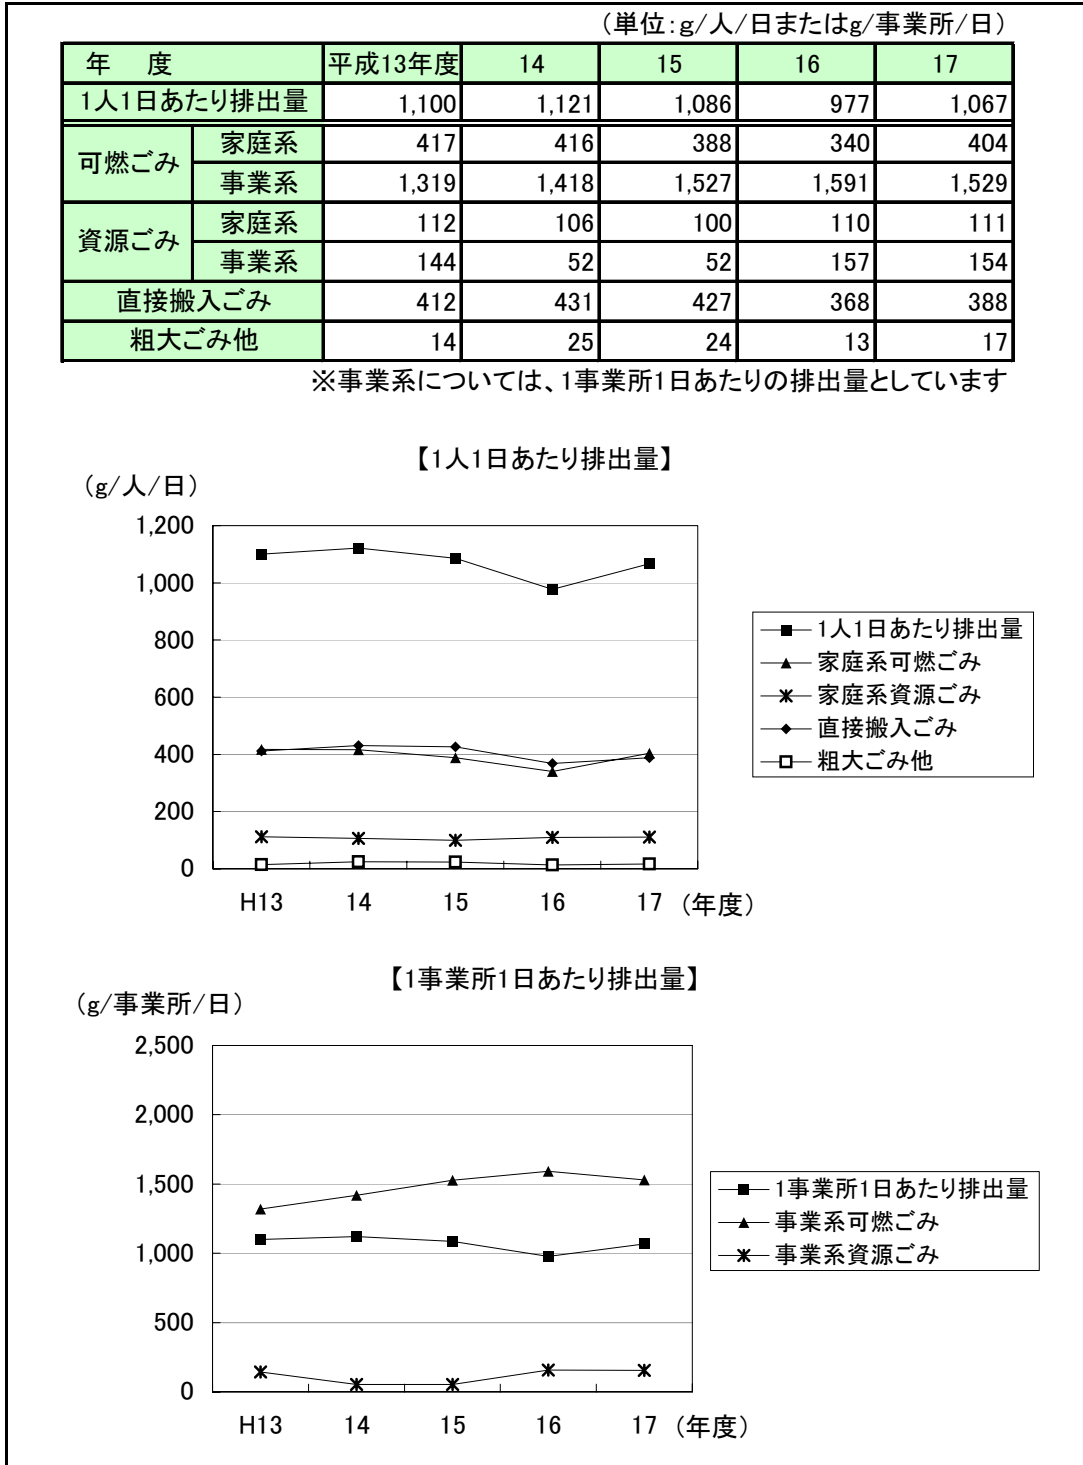 （単位：g/人/日またはg/事業所/日）
年　度 平成13年度 14 15 16 17
1人1日あたり排出量 1,100 1,121 1,086 977 1,067
可燃ごみ 家庭系 417 416 388 340 404
事業系 1,319 1,418 1,527 1,591 1,529
資源ごみ 家庭系 112 106 100 110 111
事業系 144 52 52 157 154
直接搬入ごみ 412 431 427 368 388
粗大ごみ他 14 25 24 13 17
※事業系については、1事業所1日あたりの排出量としています
【1人1日あたり排出量】
（g/人/日）
1,200
1,000
800
600
400
200
0
H13 14 15 16 17 （年度）
1人1日あたり排出量
家庭系可燃ごみ
家庭系資源ごみ
直接搬入ごみ
粗大ごみ他
【1事業所1日あたり排出量】
（g/事業所/日）
2,500
2,000
1,500
1,000
500
0
H13 14 15 16 17 （年度）
1事業所1日あたり排出量
事業系可燃ごみ
事業系資源ごみ